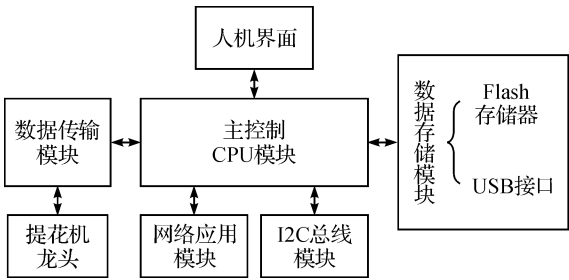 人机界面
数据传输
模块
主控制
CPU模块
数据存储模块
Flash
存储器
USB接口
提花机
龙头
网络应用
模块
I2C总线
模块